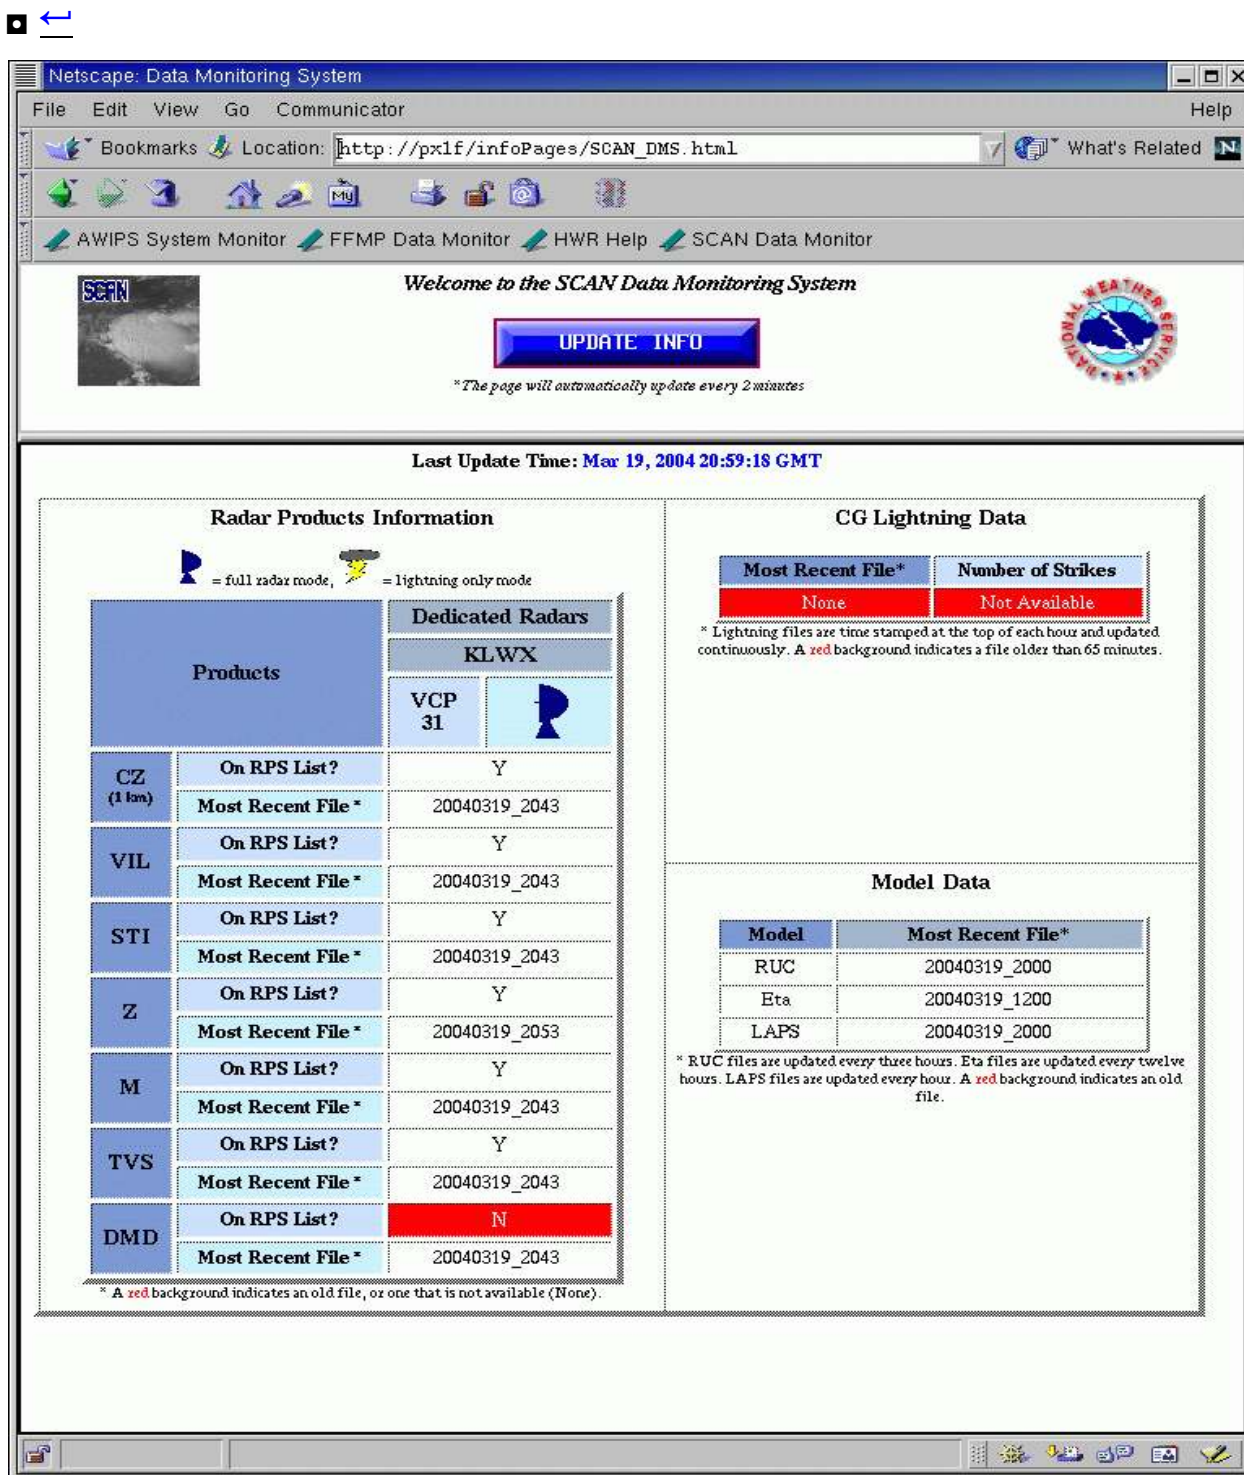 Netscape: Data Monitoring System
File Edit View Go Communicator Help
Bookmarks Location: http://px1f/infoPages/SCAN_DMS.html What's Related N
My
AWIPS System Monitor FFMP Data Monitor HWR Help SCAN Data Monitor
SCAN
Welcome to the SCAN Data Monitoring System
NATIONAL WEATHER SERVICE
UPDATE INFO
*The page will automatically update every 2 minutes
Last Update Time: Mar 19, 2004 20:59:18 GMT
Radar Products Information
= full radar mode, = lightning only mode
Products
Dedicated Radars
KLWX
VCP 31
CZ (1 km)
On RPS List? Y
Most Recent File * 20040319_2043
VIL
On RPS List? Y
Most Recent File * 20040319_2043
STI
On RPS List? Y
Most Recent File * 20040319_2043
Z
On RPS List? Y
Most Recent File * 20040319_2053
M
On RPS List? Y
Most Recent File * 20040319_2043
TVS
On RPS List? Y
Most Recent File * 20040319_2043
DMD
On RPS List? N
Most Recent File * 20040319_2043
* A red background indicates an old file, or one that is not available (None).
CG Lightning Data
Most Recent File* Number of Strikes
None Not Available
* Lightning files are time stamped at the top of each hour and updated
continuously. A red background indicates a file older than 65 minutes.
Model Data
Model Most Recent File*
RUC 20040319_2000
Eta 20040319_1200
LAPS 20040319_2000
* RUC files are updated every three hours. Eta files are updated every twelve
hours. LAPS files are updated every hour. A red background indicates an old
file.